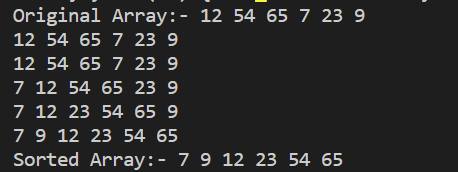 Original Array:- 12 54 65 7 23 9
12 54 65 7 23 9
12 54 65 7 23 9
7 12 54 65 23 9
7 12 23 54 65 9
7 9 12 23 54 65
Sorted Array:- 7 9 12 23 54 65